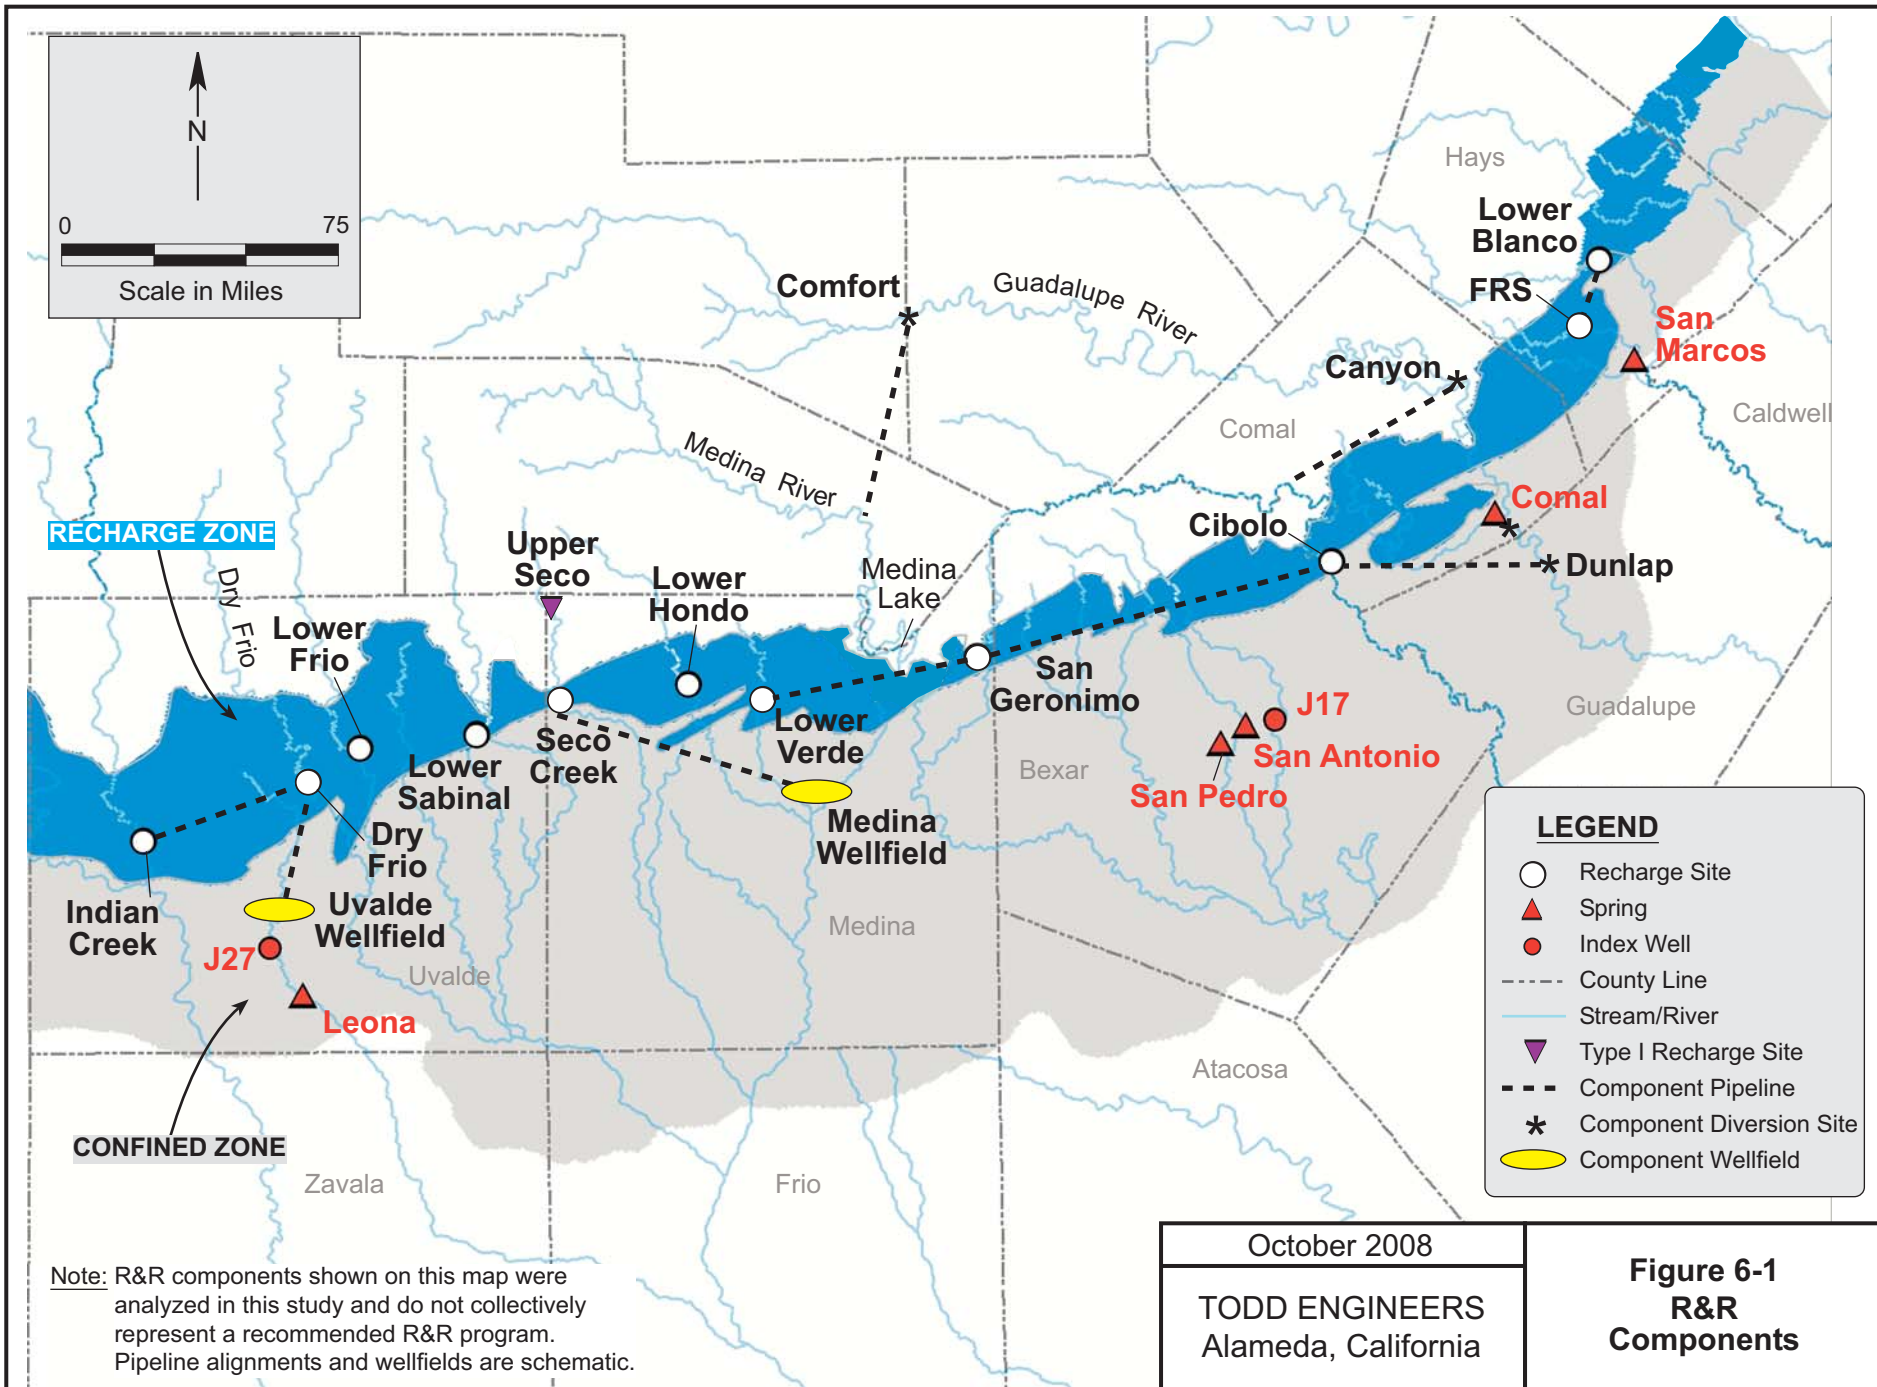 N
0 75
Scale in Miles
Hays
Lower
Blanco
FRS
San
Marcos
Comfort
Guadalupe River
Canyon
Caldwell
Comal
Medina River
Comal
Cibolo
Dunlap
RECHARGE ZONE
Dry Frio
Upper
Seco
Lower
Hondo
Medina
Lake
Lower
Frio
San
Geronimo
J17
San Antonio
San Pedro
Guadalupe
Bexar
Lower
Verde
Seco
Creek
Lower
Sabinal
Dry
Frio
Medina
Wellfield
Indian
Creek
Uvalde
Wellfield
J27
Uvalde
Medina
Leona
CONFINED ZONE
Zavala
Frio
Atacosa
LEGEND
Recharge Site
Spring
Index Well
County Line
Stream/River
Type I Recharge Site
Component Pipeline
Component Diversion Site
Component Wellfield
Note: R&R components shown on this map were
analyzed in this study and do not collectively
represent a recommended R&R program.
Pipeline alignments and wellfields are schematic.
October 2008
TODD ENGINEERS
Alameda, California
Figure 6-1
R&R
Components